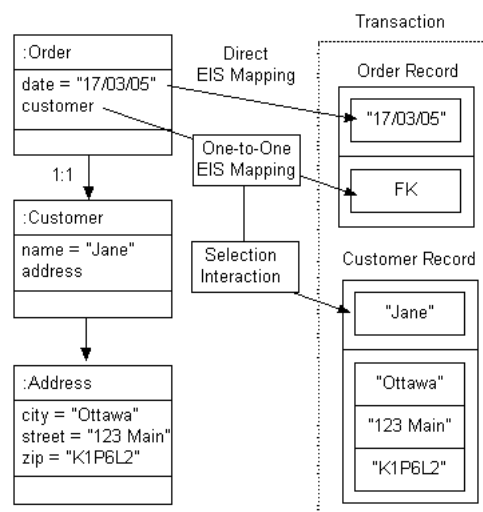 Transaction
:Order
date = "17/03/05"
customer
Direct
EIS Mapping
Order Record
"17/03/05"
One-to-One
EIS Mapping
FK
1:1
:Customer
name = "Jane"
address
Selection
Interaction
Customer Record
"Jane"
:Address
city = "Ottawa"
street = "123 Main"
zip = "K1P6L2"
"Ottawa"
"123 Main"
"K1P6L2"